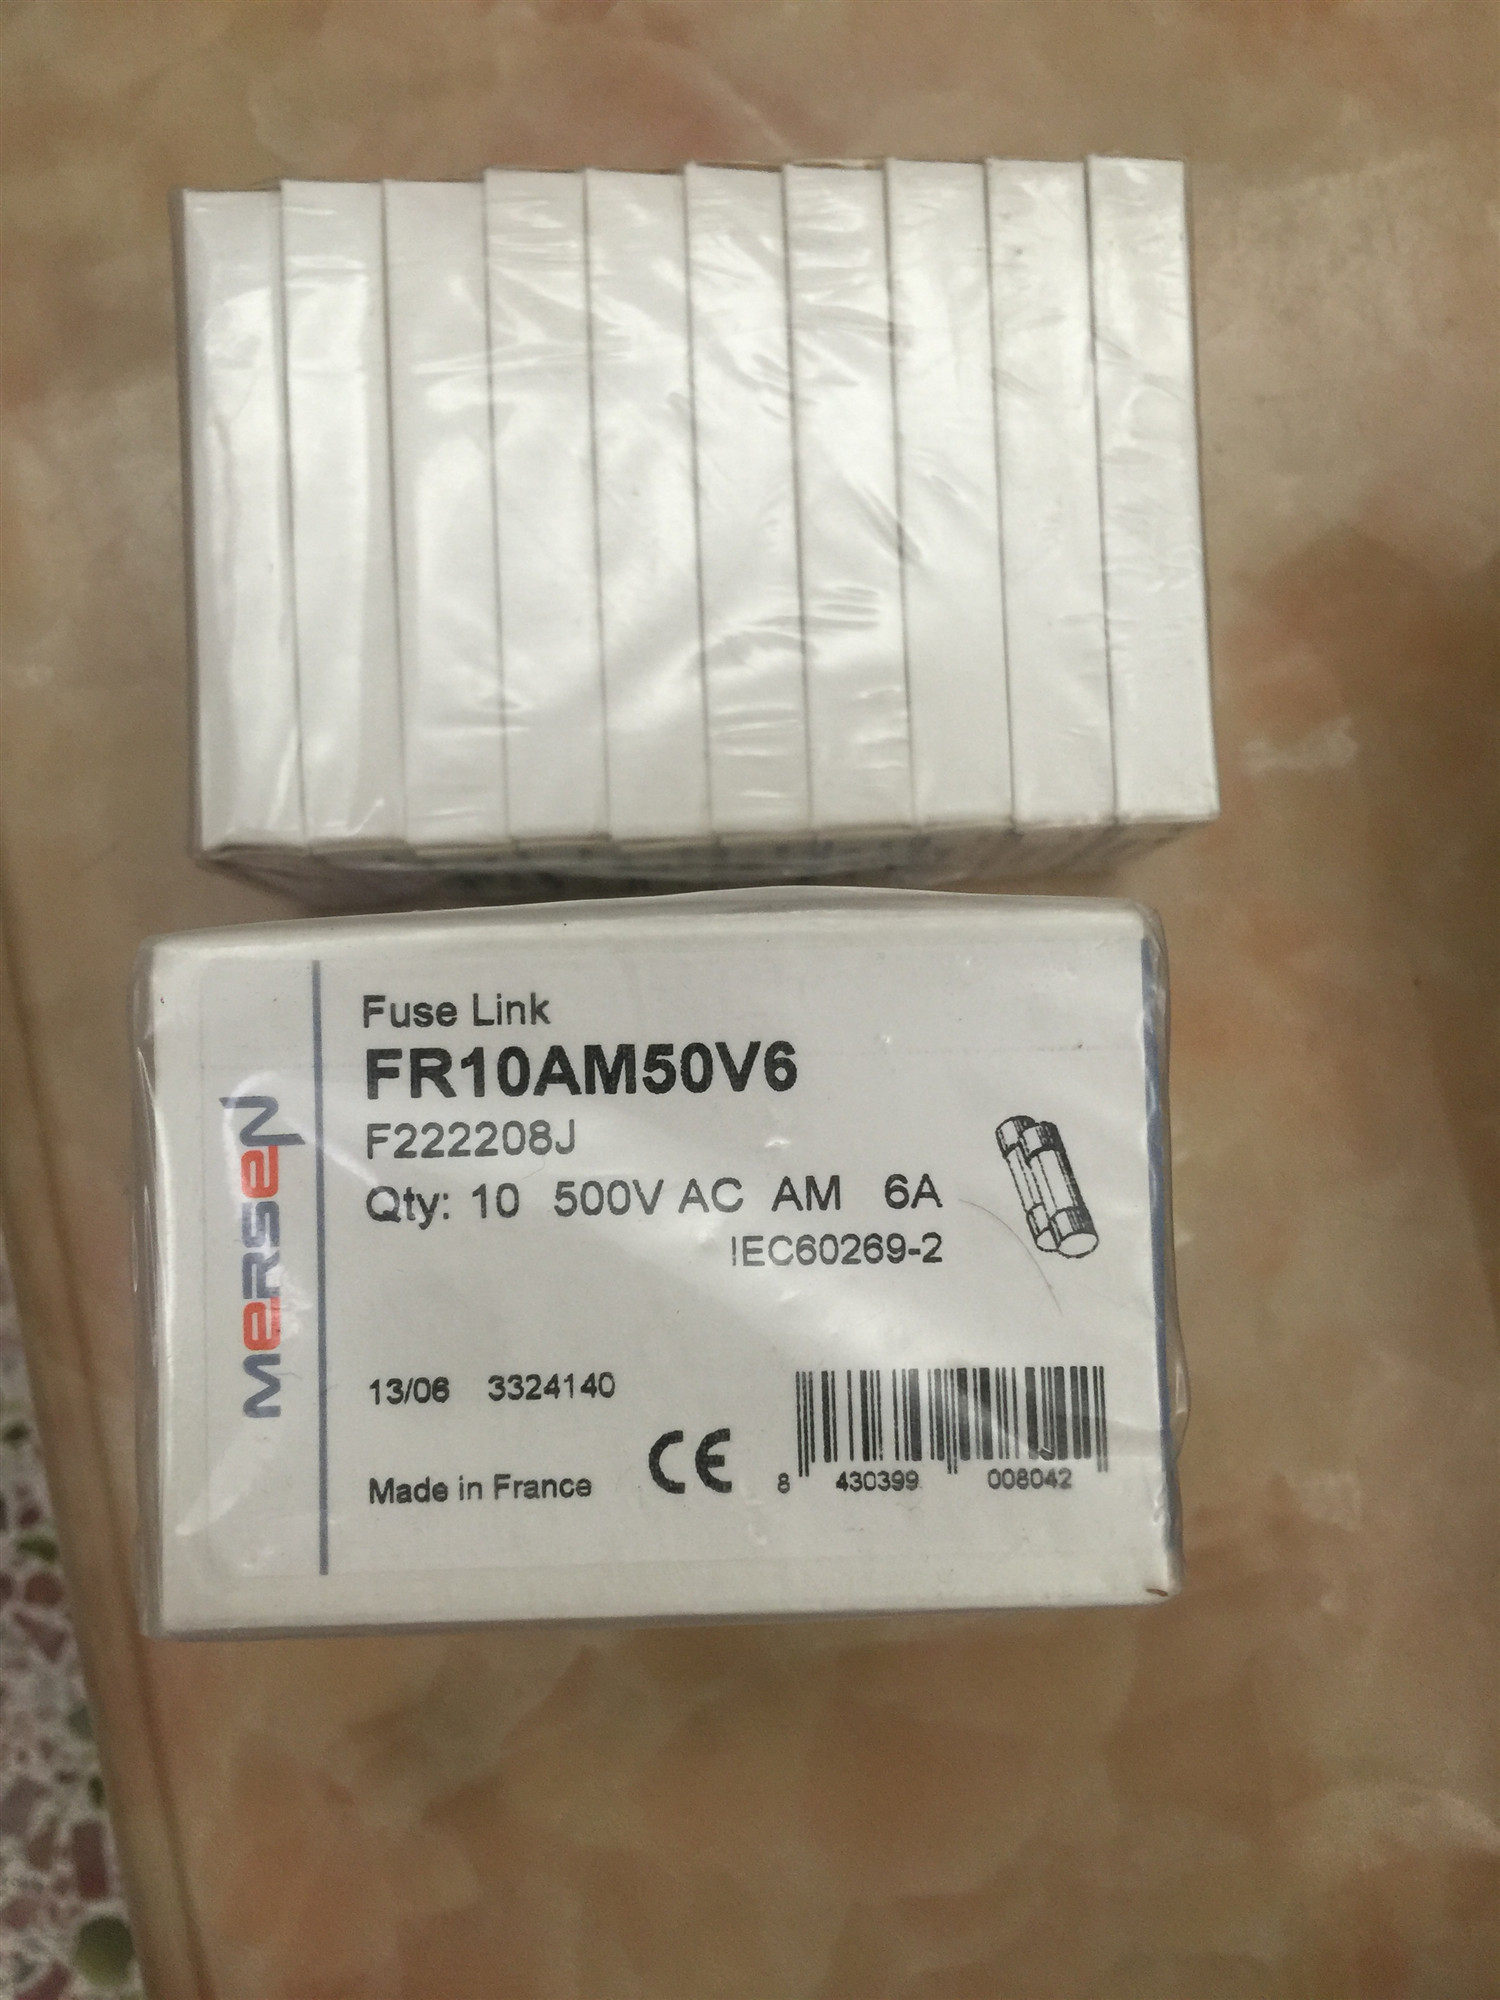 MERSEN
Fuse Link
FR10AM50V6
F222208J
Qty: 10 500V AC AM 6A
IEC60269-2
13/06 3324140
Made in France CE
8 430399 008042